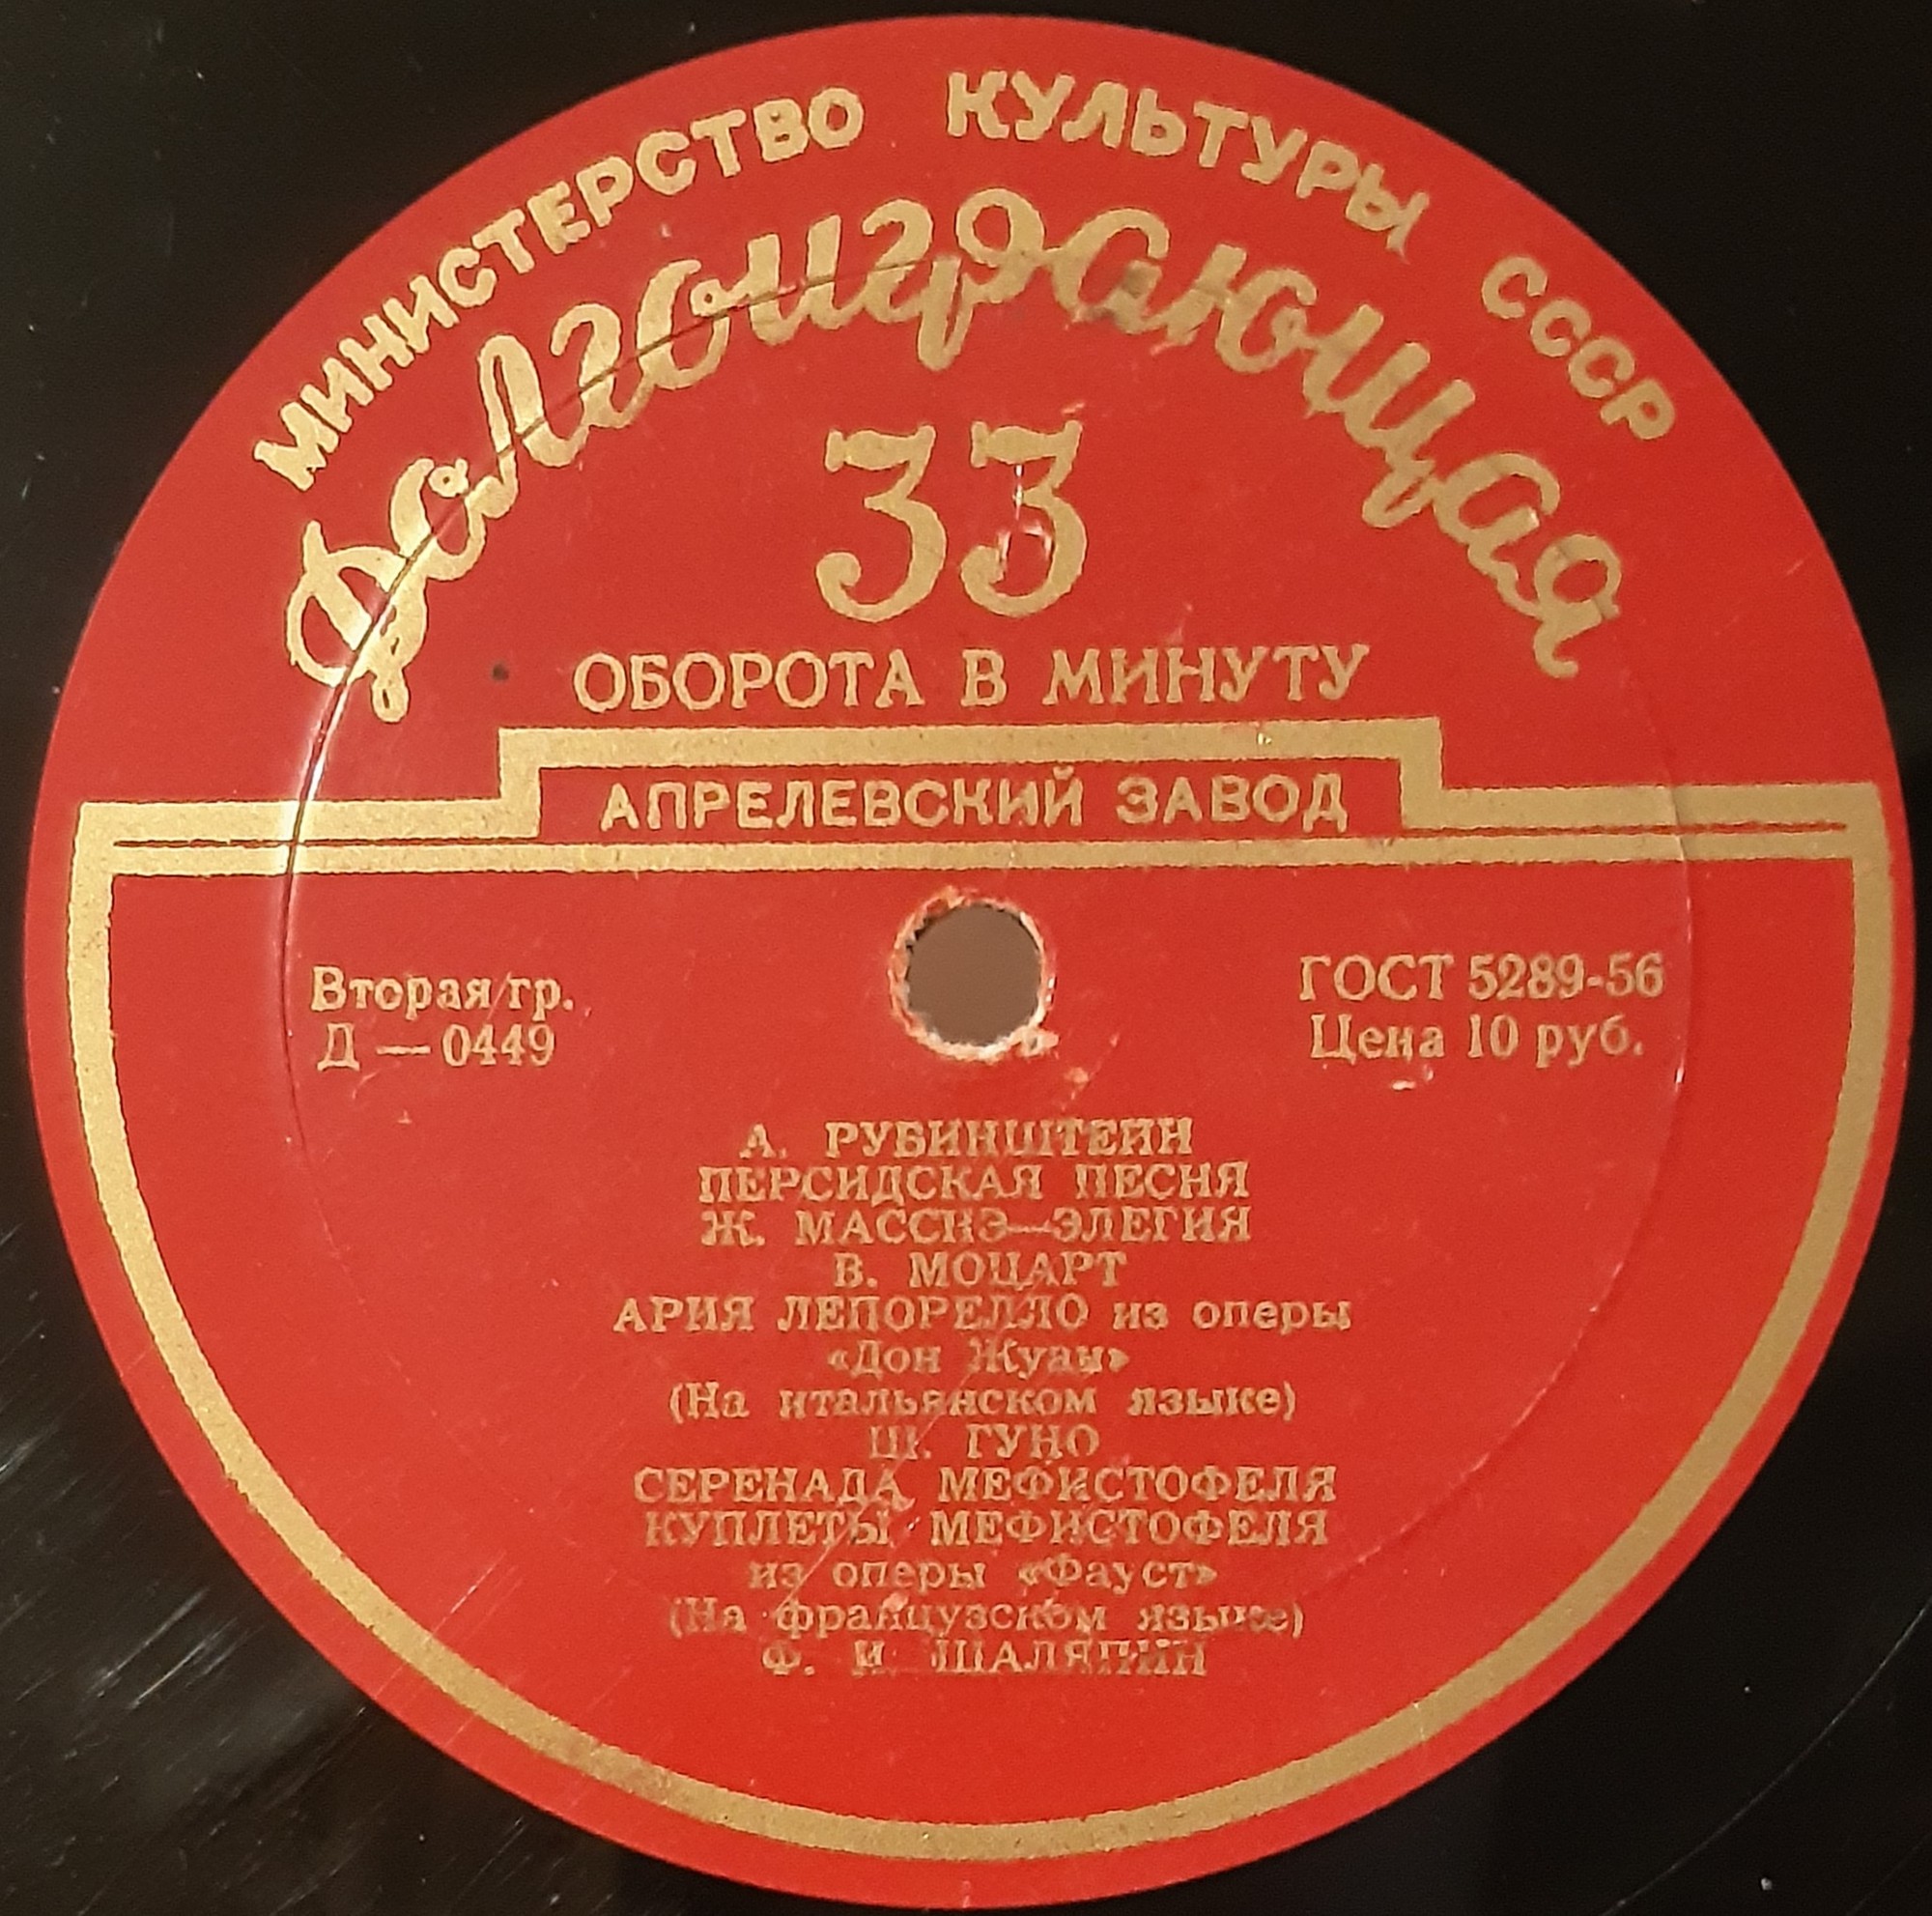 МИНИСТЕРСТВО КУЛЬТУРЫ СССР
Долгоиграющая
33
ОБОРОТА В МИНУТУ
АПРЕЛЕВСКИЙ ЗАВОД
Вторая гр.
Д — 0449
ГОСТ 5289-56
Цена 10 руб.
А. РУБИНШТЕЙН
ПЕРСИДСКАЯ ПЕСНЯ
Ж. МАССНЭ—ЭЛЕГИЯ
В. МОЦАРТ
АРИЯ ЛЕПОРЕЛЛО из оперы
«Дон Жуан»
(На итальянском языке)
Ш. ГУНО
СЕРЕНАДА МЕФИСТОФЕЛЯ
КУПЛЕТЫ МЕФИСТОФЕЛЯ
из оперы «Фауст»
(На французском языке)
Ф. И. ШАЛЯПИН